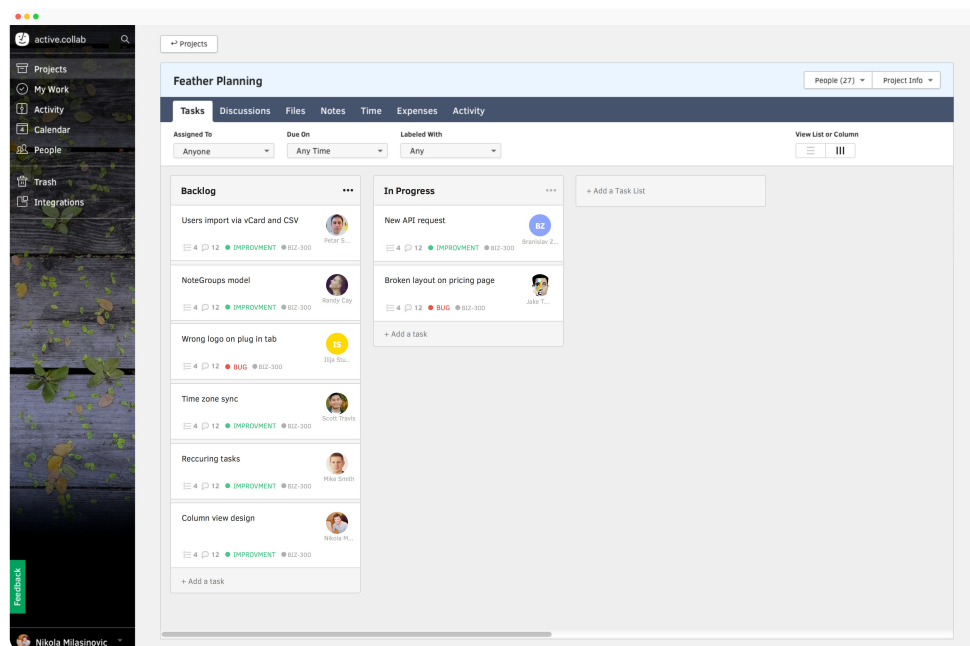 active.collab
Projects
My Work
Activity
Calendar
People
Trash
Integrations
Feedback
Nikola Milasinovic
Projects
Feather Planning
People (27)
Project Info
Tasks Discussions Files Notes Time Expenses Activity
Assigned To
Anyone
Due On
Any Time
Labeled With
Any
View List or Column
Backlog
Users import via vCard and CSV
Petar S...
4 12 IMPROVMENT BIZ-300
NoteGroups model
Randy Cay
4 12 IMPROVMENT BIZ-300
Wrong logo on plug in tab
IS
Ilija Stu...
4 12 BUG BIZ-300
Time zone sync
Scott Travis
4 12 IMPROVMENT BIZ-300
Reccuring tasks
Mike Smith
4 12 IMPROVMENT BIZ-300
Column view design
Nikola M...
4 12 IMPROVMENT BIZ-300
+ Add a task
In Progress
New API request
BZ
Branislav Z...
4 12 IMPROVMENT BIZ-300
Broken layout on pricing page
Jake T...
4 12 BUG BIZ-300
+ Add a task
+ Add a Task List